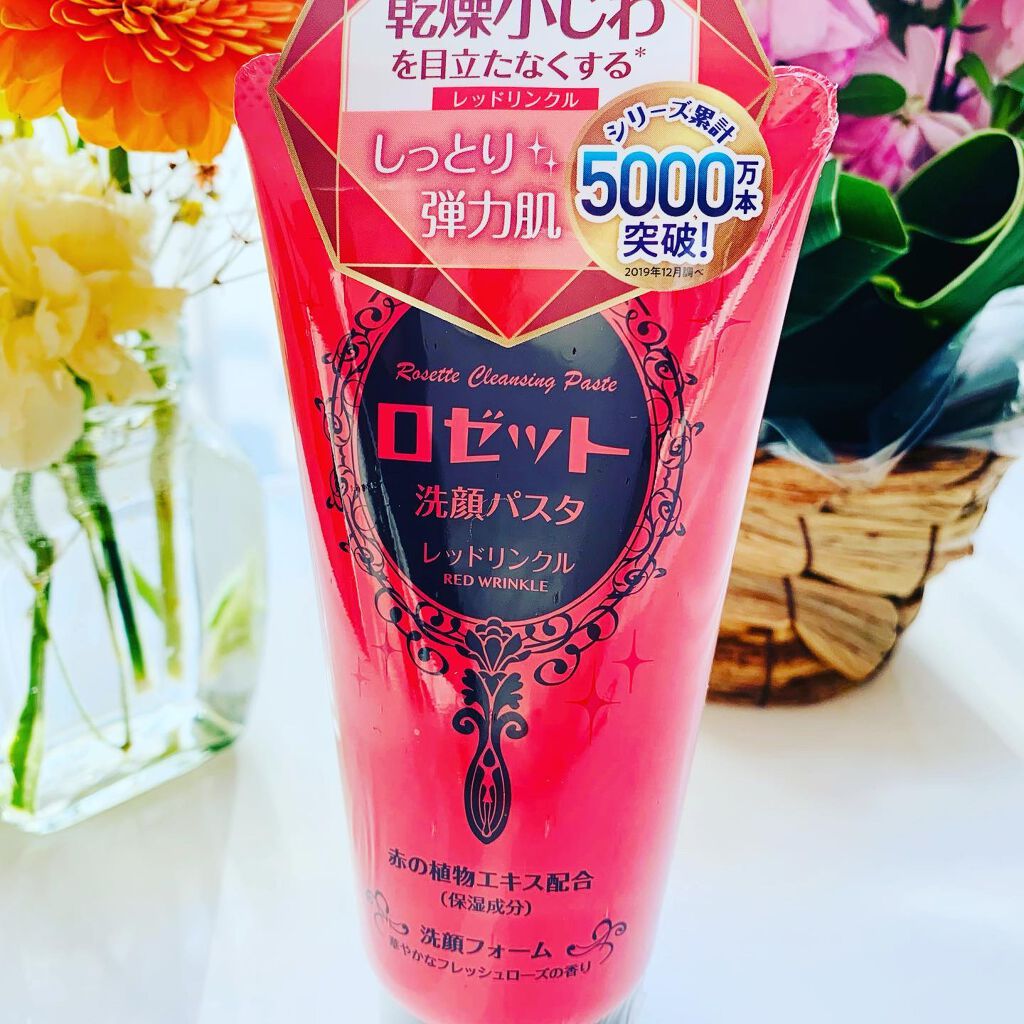 乾燥小じわ
を目立たなくする*
レッドリンクル
しっとり
弾力肌
シリーズ累計
5000万本
突破!
2019年12月調べ
Rosette Cleansing Paste
ロゼット
洗顔パスタ
レッドリンクル
RED WRINKLE
赤の植物エキス配合
(保湿成分)
洗顔フォーム
華やかなフレッシュローズの香り